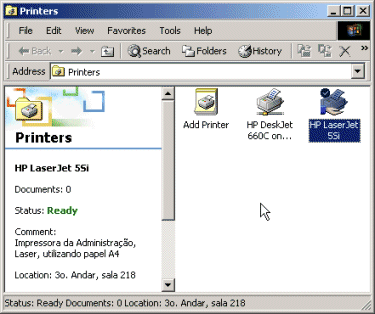 Printers
File Edit View Favorites Tools Help
Back Search Folders History
Address Printers
Printers
HP LaserJet 5Si
Documents: 0
Status: Ready
Comment:
Impressora da Administração,
Laser, utilizando papel A4
Location: 3o. Andar, sala 218
Add Printer
HP DeskJet
660C on...
HP LaserJet
5Si
Status: Ready Documents: 0 Location: 3o. Andar, sala 218